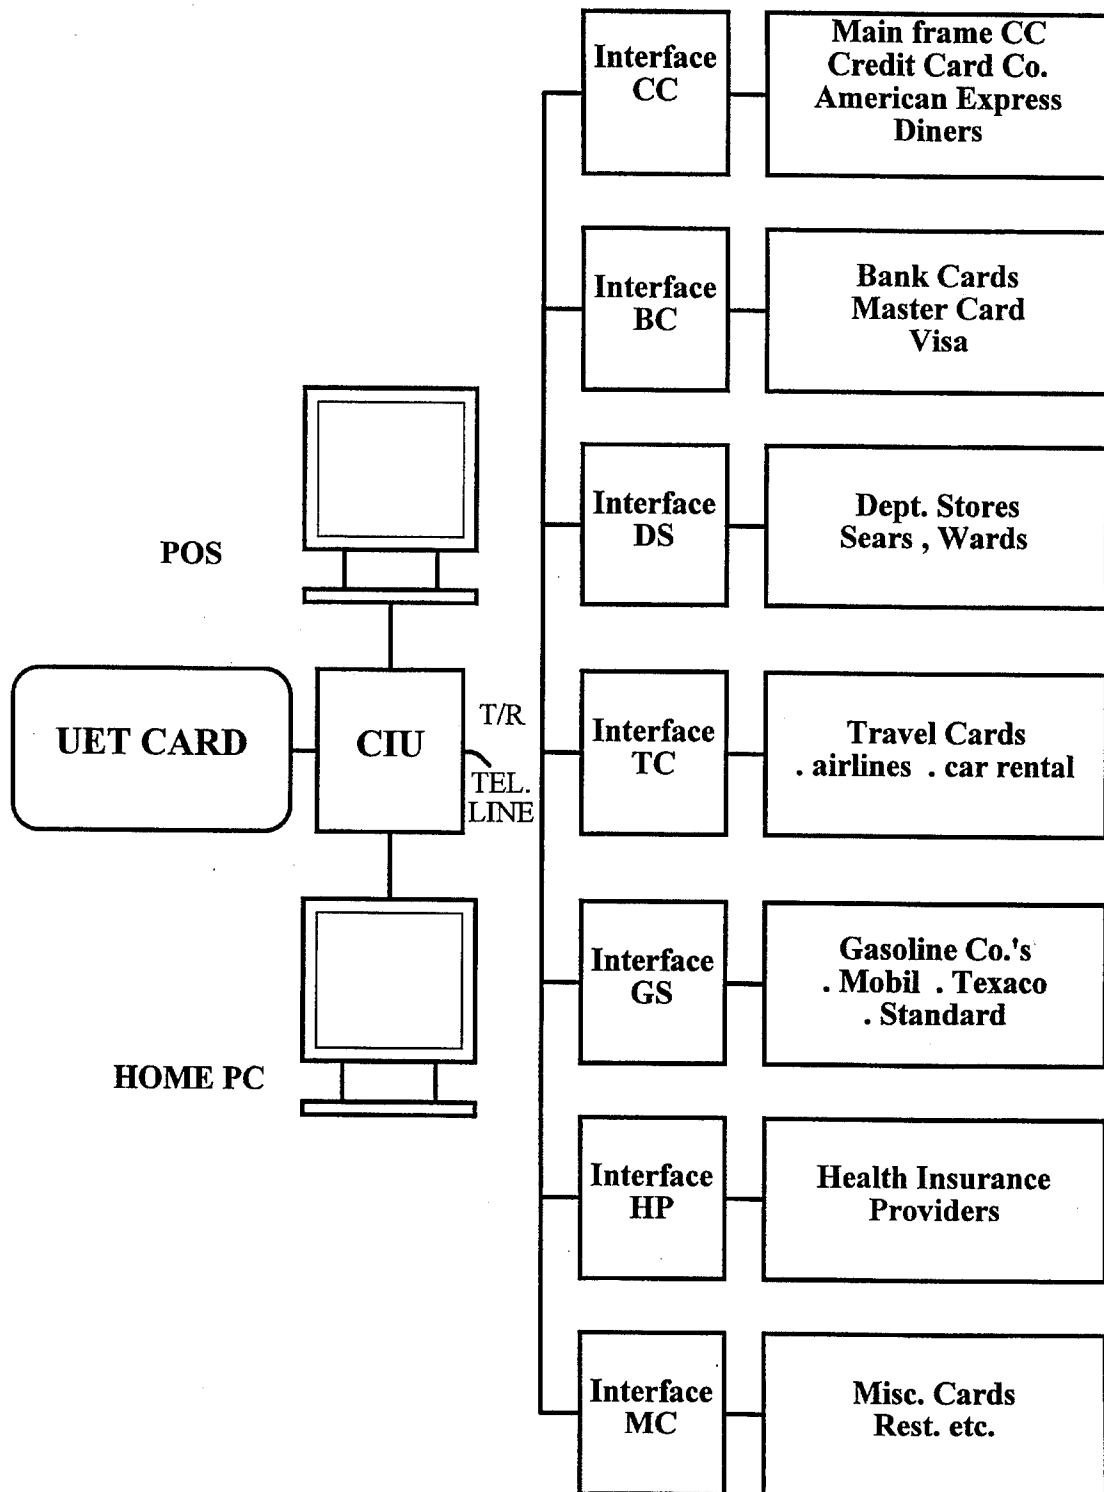 Interface
CC
Main frame CC
Credit Card Co.
American Express
Diners
Interface
BC
Bank Cards
Master Card
Visa
Interface
DS
Dept. Stores
Sears , Wards
POS
UET CARD
CIU
T/R
TEL.
LINE
Interface
TC
Travel Cards
. airlines . car rental
Interface
GS
Gasoline Co.'s
. Mobil . Texaco
. Standard
HOME PC
Interface
HP
Health Insurance
Providers
Interface
MC
Misc. Cards
Rest. etc.